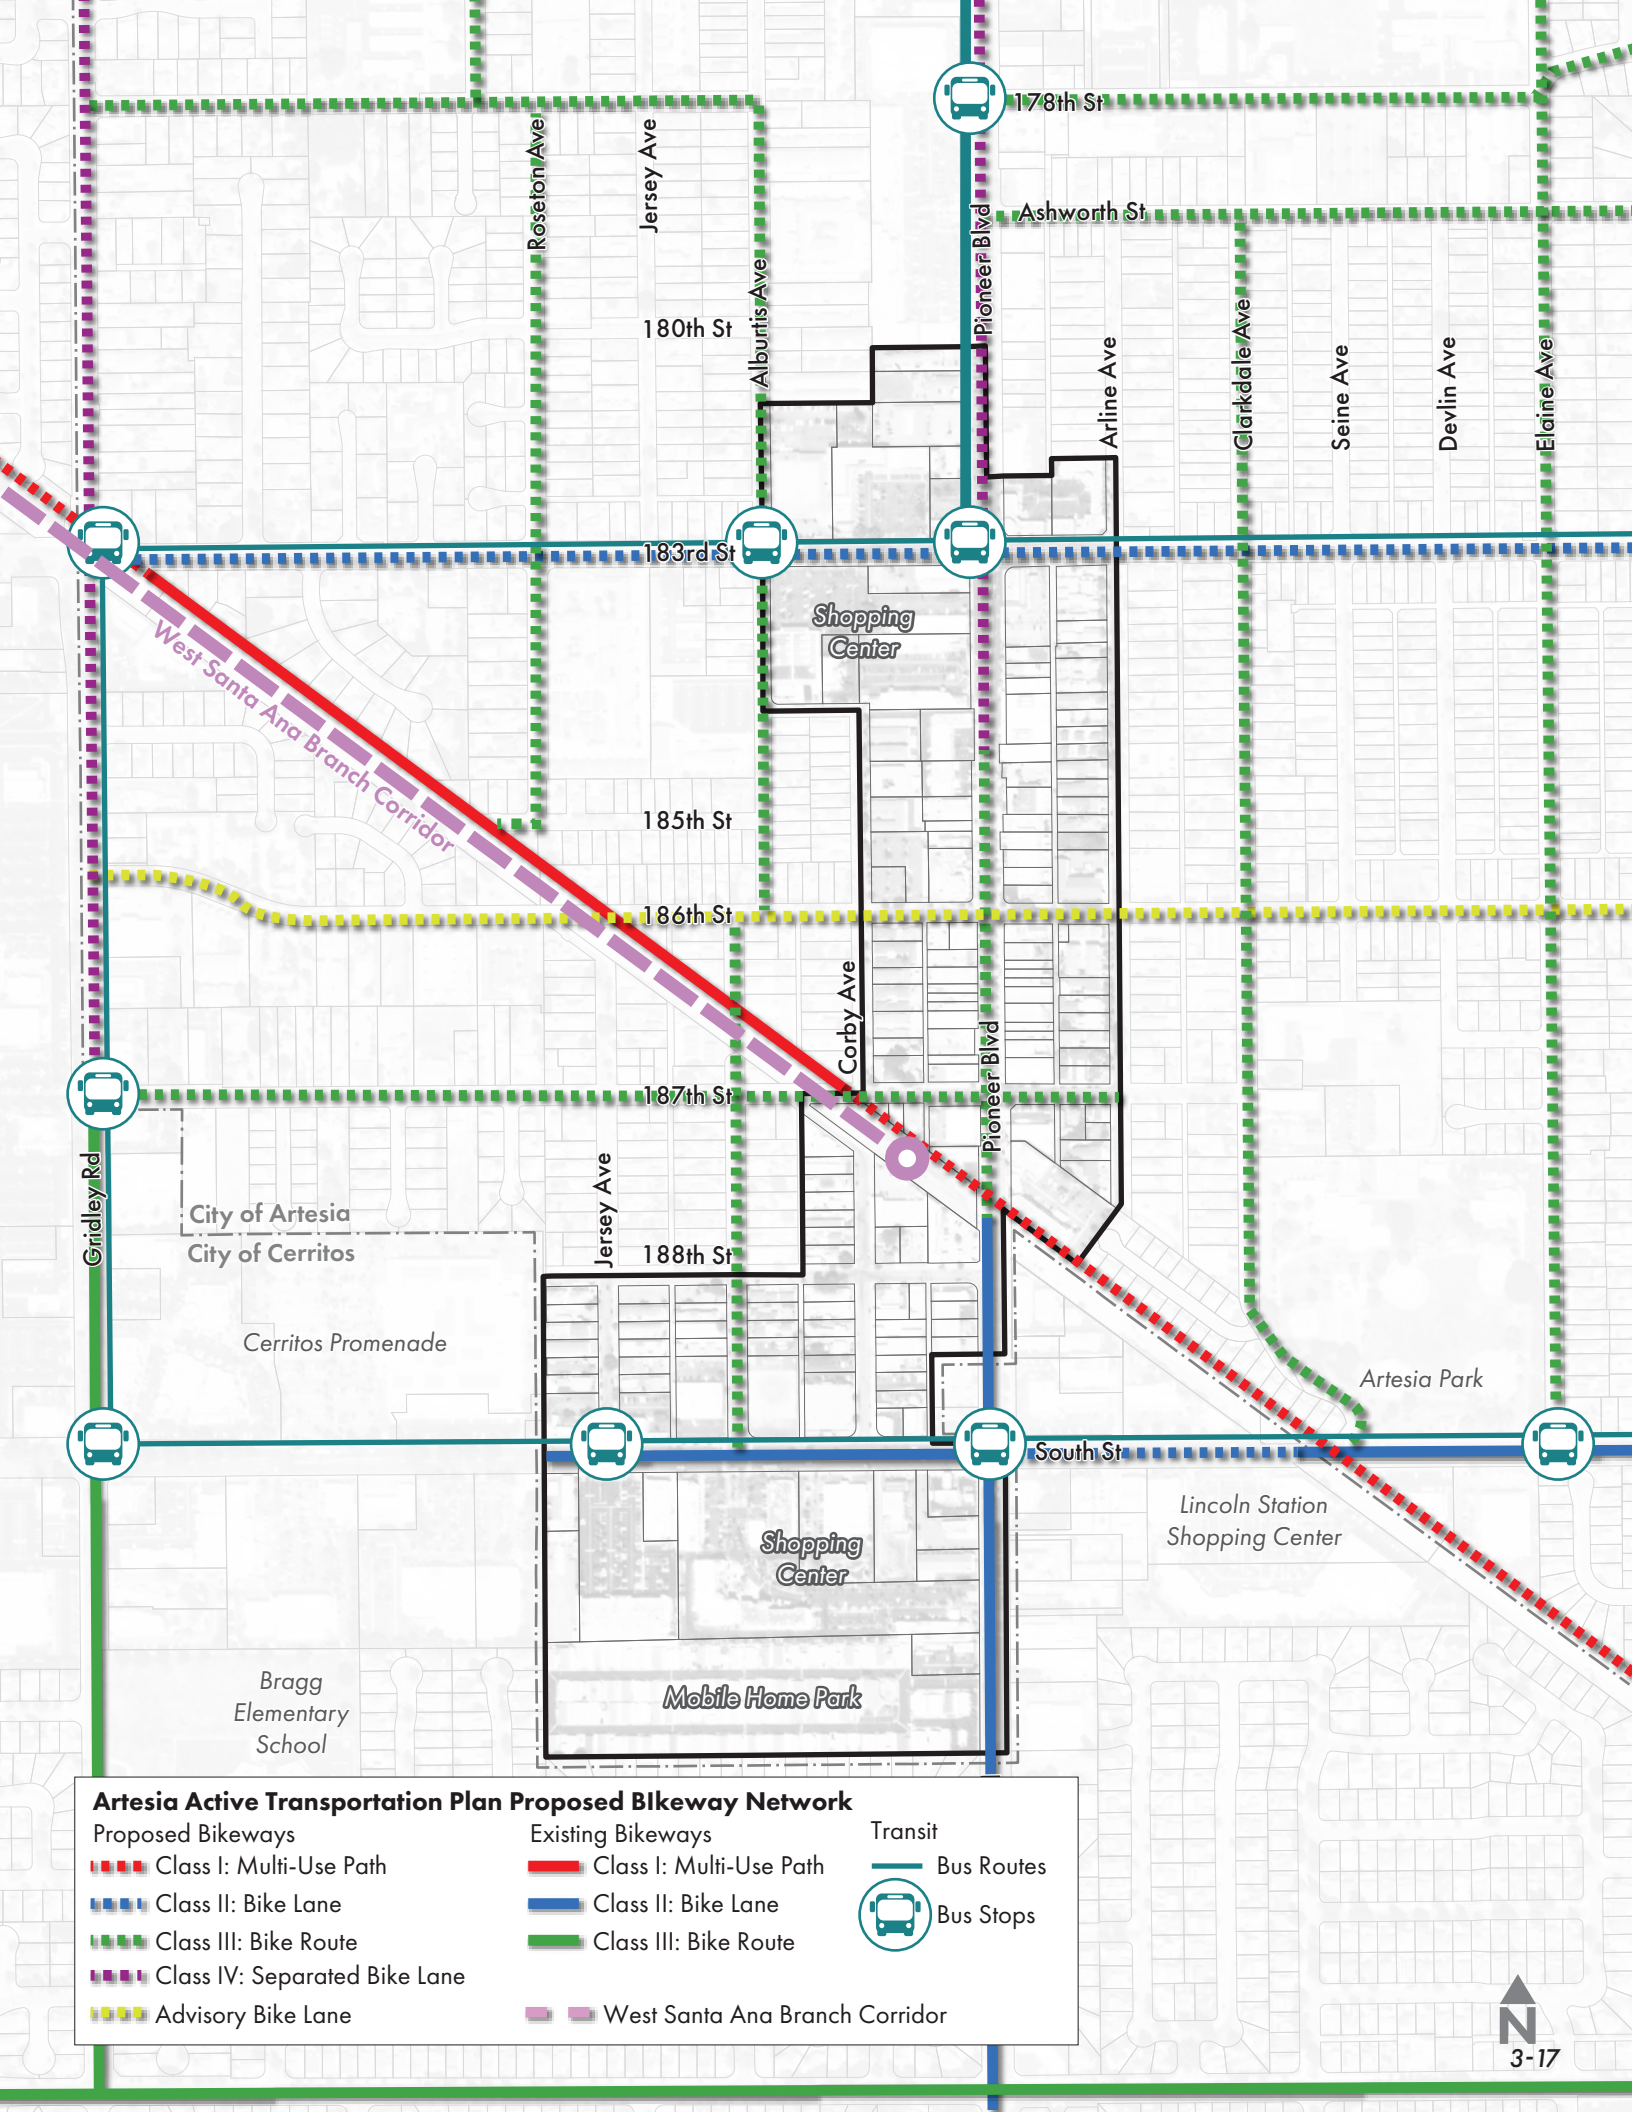 178th St
Roseton Ave
Jersey Ave
Ashworth St
Pioneer Blvd
Alburtis Ave
180th St
Arline Ave
Clarkdale Ave
Seine Ave
Devlin Ave
Elaine Ave
183rd St
Shopping
Center
West Santa Ana Branch Corridor
185th St
186th St
Corby Ave
Pioneer Blvd
187th St
Gridley Rd
Jersey Ave
City of Artesia
City of Cerritos
188th St
Cerritos Promenade
Artesia Park
South St
Lincoln Station
Shopping Center
Shopping
Center
Bragg
Elementary
School
Mobile Home Park
Artesia Active Transportation Plan Proposed BIkeway Network
Proposed Bikeways
Class I: Multi-Use Path
Class II: Bike Lane
Class III: Bike Route
Class IV: Separated Bike Lane
Advisory Bike Lane
Existing Bikeways
Class I: Multi-Use Path
Class II: Bike Lane
Class III: Bike Route
West Santa Ana Branch Corridor
Transit
Bus Routes
Bus Stops
N
3-17